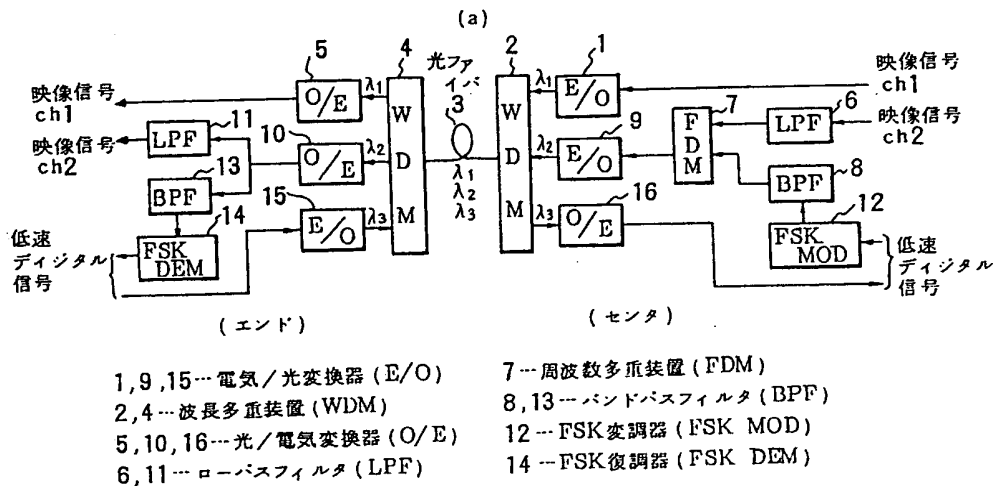 (a)
5
4
光ファイバ
3
2
1
映像信号
ch1
O/E
λ1
WDM
λ1
E/O
映像信号
ch1
11
10
9
7
6
映像信号
ch2
LPF
O/E
λ2
λ1
λ2
λ3
WDM
λ2
E/O
FDM
LPF
映像信号
ch2
13
BPF
15
16
BPF
8
14
E/O
λ3
λ3
O/E
12
低速
ディジタル
信号
FSK
DEM
FSK
MOD
低速
ディジタル
信号
(エンド)
(センタ)
1,9,15…電気/光変換器(E/O)
2,4…波長多重装置(WDM)
5,10,16…光/電気変換器(O/E)
6,11…ローパスフィルタ(LPF)
7…周波数多重装置(FDM)
8,13…バンドパスフィルタ(BPF)
12…FSK変調器(FSK MOD)
14…FSK復調器(FSK DEM)